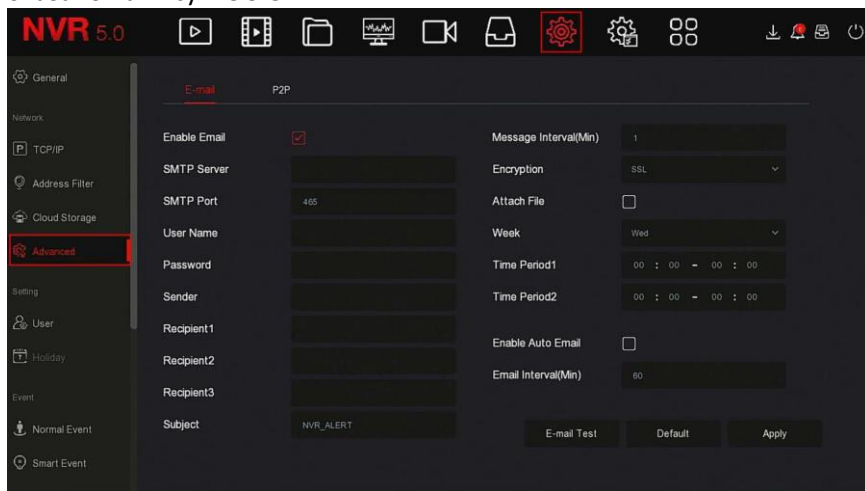 NVR 5.0
General
Network
TCP/IP
Address Filter
Cloud Storage
Advanced
Setting
User
Holiday
Event
Normal Event
Smart Event
E-mail P2P
Enable Email
SMTP Server
SMTP Port 465
User Name
Password
Sender
Recipient1
Recipient2
Recipient3
Subject NVR_ALERT
Message Interval(Min) 1
Encryption SSL
Attach File
Week Wed
Time Period1 00 : 00 - 00 : 00
Time Period2 00 : 00 - 00 : 00
Enable Auto Email
Email Interval(Min) 60
E-mail Test Default Apply